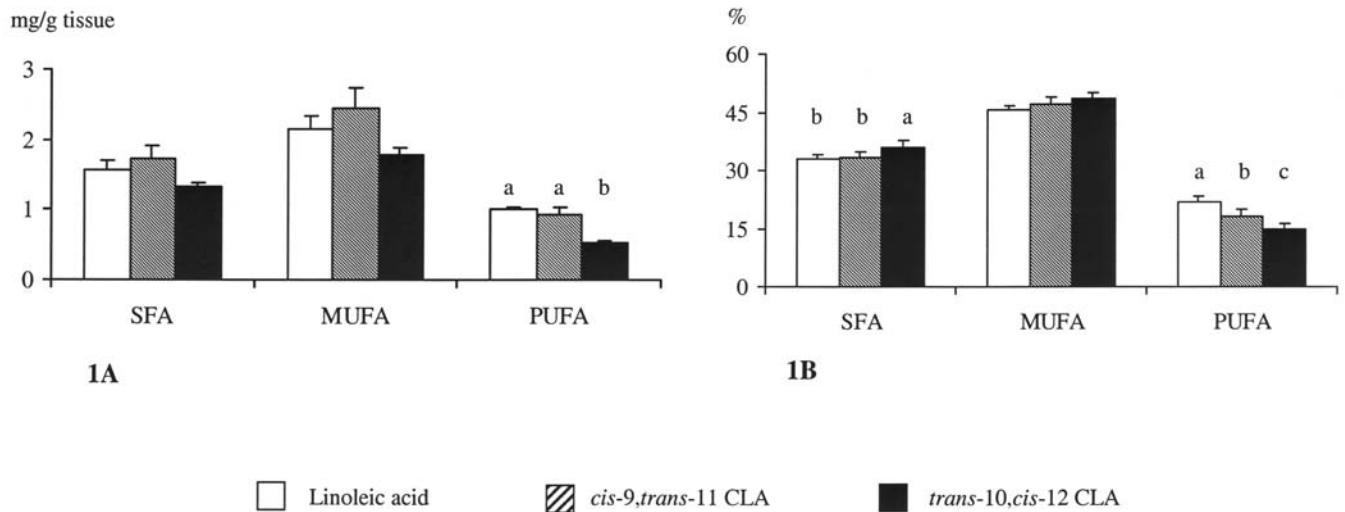 mg/g tissue
3
2
1
0
a a b
SFA MUFA PUFA
1A
%
60
45
30
15
0
b b a
a b c
SFA MUFA PUFA
1B
Linoleic acid cis-9,trans-11 CLA trans-10,cis-12 CLA